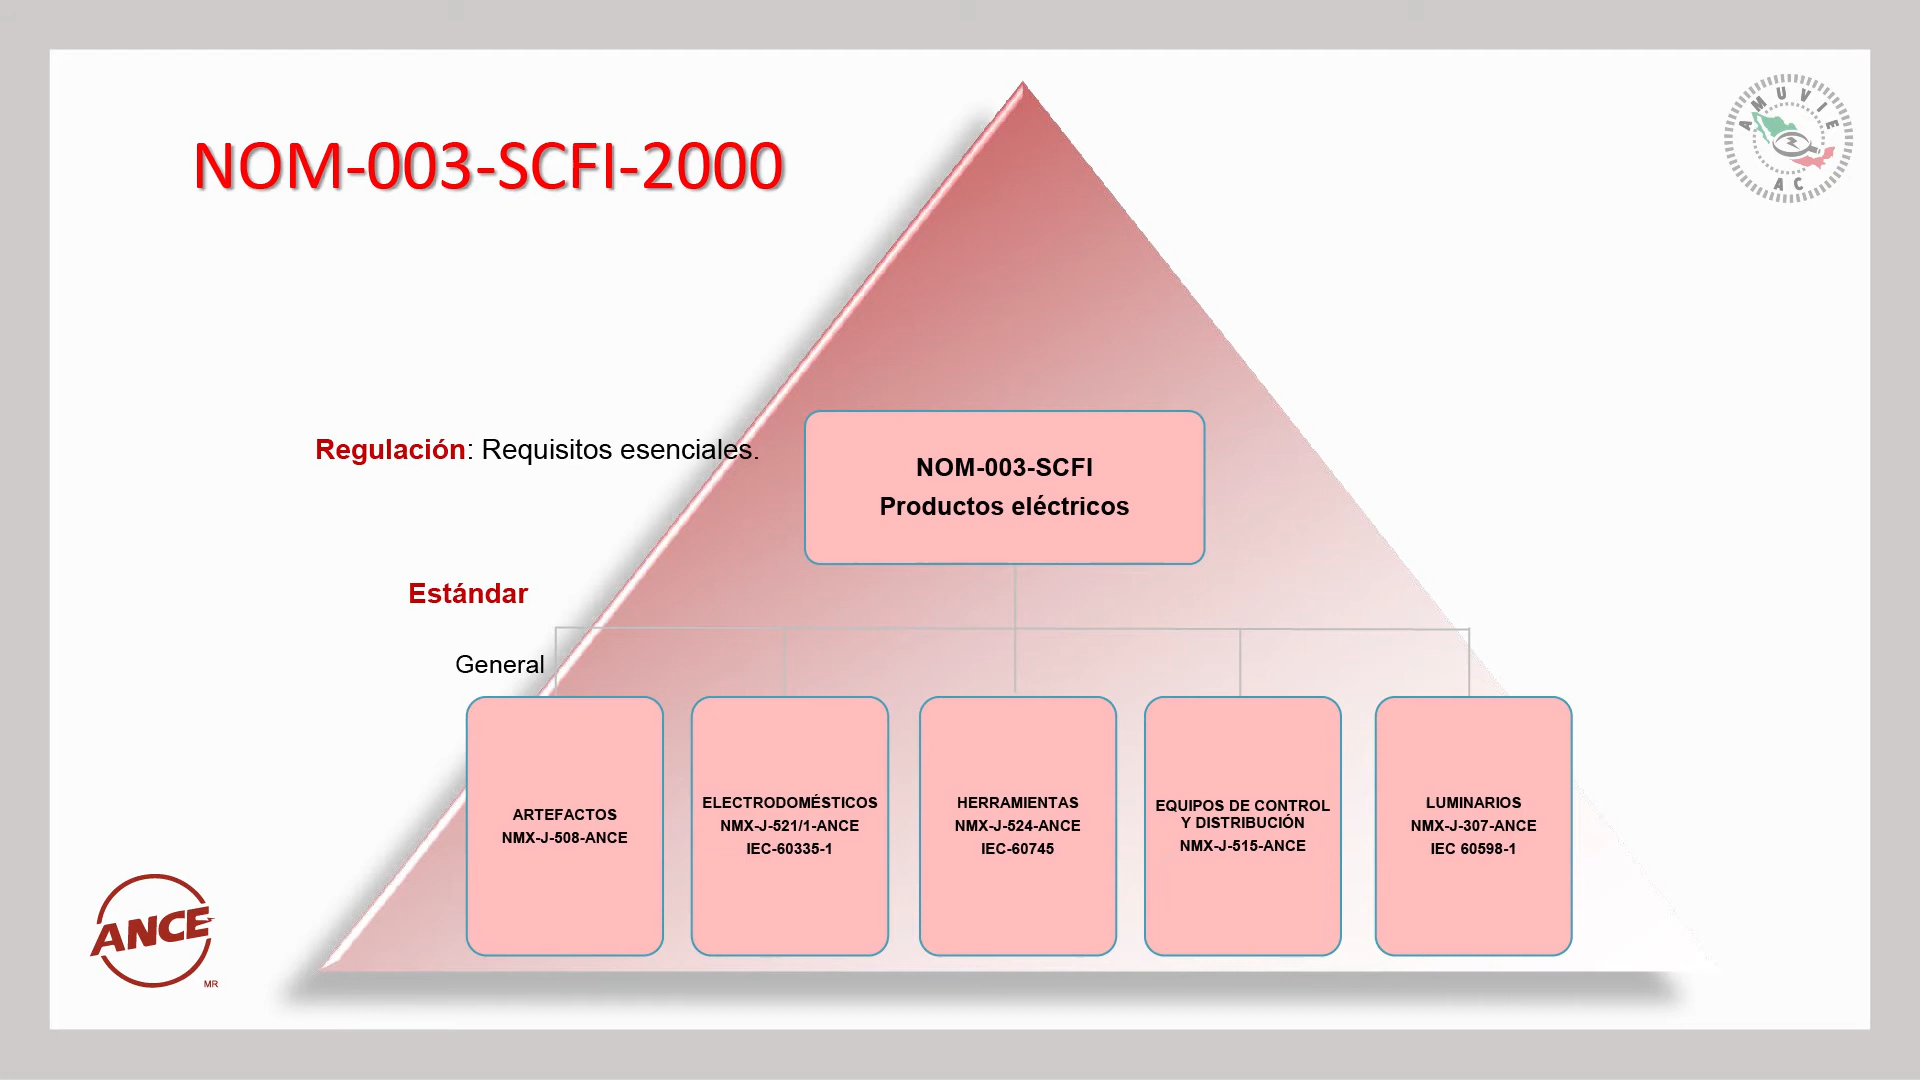 NOM-003-SCFI-2000
AMUVIE
AC
Regulación: Requisitos esenciales.
NOM-003-SCFI
Productos eléctricos
Estándar
General
ARTEFACTOS
NMX-J-508-ANCE
ELECTRODOMÉSTICOS
NMX-J-521/1-ANCE
IEC-60335-1
HERRAMIENTAS
NMX-J-524-ANCE
IEC-60745
EQUIPOS DE CONTROL
Y DISTRIBUCIÓN
NMX-J-515-ANCE
LUMINARIOS
NMX-J-307-ANCE
IEC 60598-1
ANCE
MR